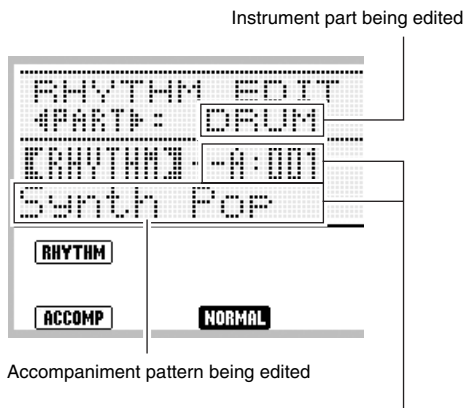 Instrument part being edited
RHYTHM EDIT
◄PART►: DRUM
【RHYTHM】--A:001
Synth Pop
RHYTHM
ACCOMP NORMAL
Accompaniment pattern being edited